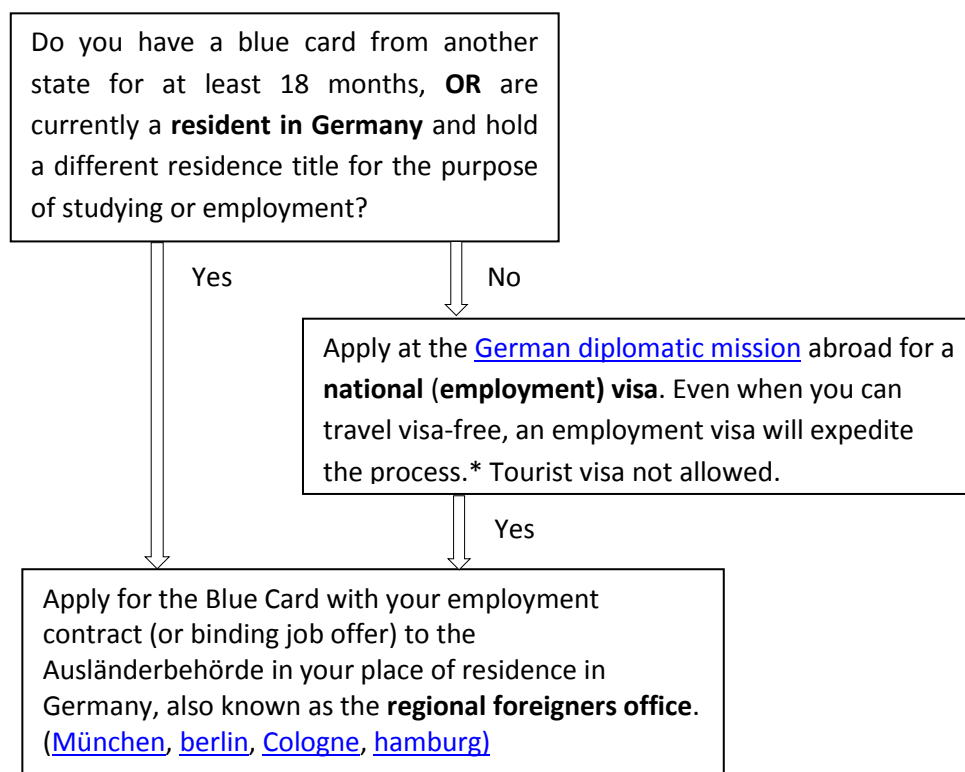 Do you have a blue card from another
state for at least 18 months, OR are
currently a resident in Germany and hold
a different residence title for the purpose
of studying or employment?
Yes
No
Apply at the German diplomatic mission abroad for a
national (employment) visa. Even when you can
travel visa-free, an employment visa will expedite
the process.* Tourist visa not allowed.
Yes
Apply for the Blue Card with your employment
contract (or binding job offer) to the
Ausländerbehörde in your place of residence in
Germany, also known as the regional foreigners office.
(München, berlin, Cologne, hamburg)